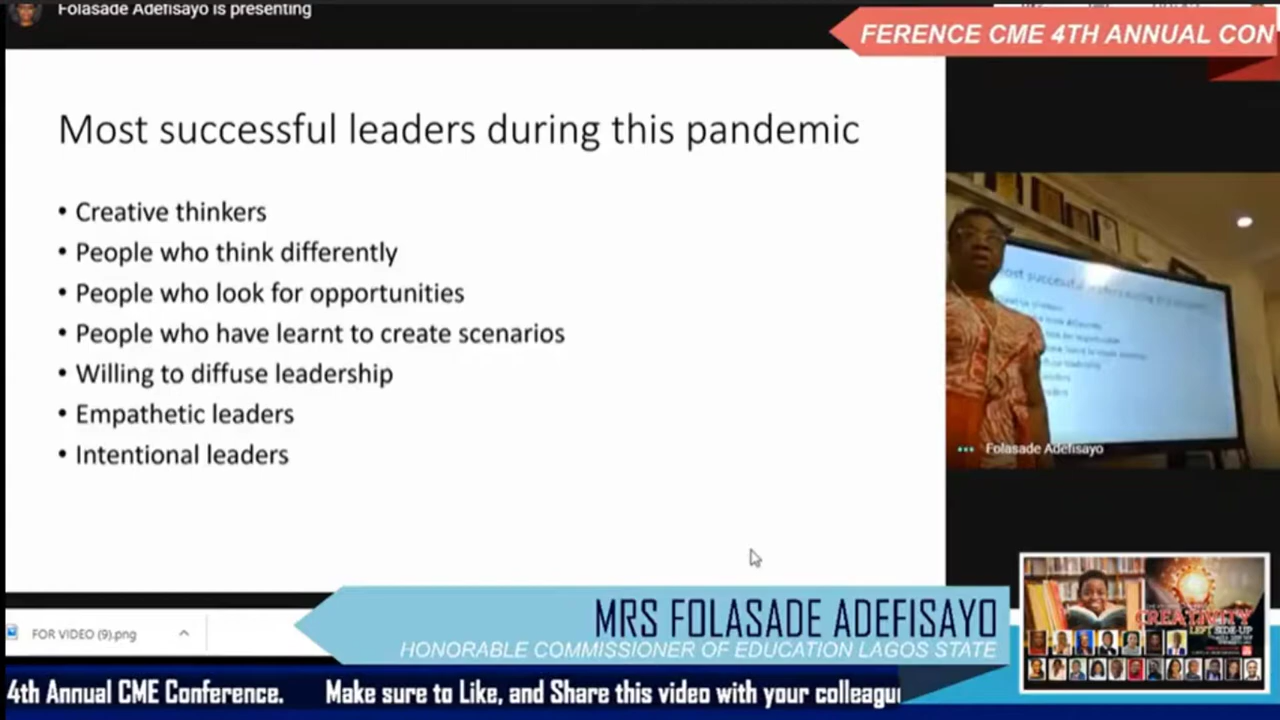 Folasade Adefisayo is presenting
FERENCE CME 4TH ANNUAL CON
Most successful leaders during this pandemic
• Creative thinkers
• People who think differently
• People who look for opportunities
• People who have learnt to create scenarios
• Willing to diffuse leadership
• Empathetic leaders
• Intentional leaders
Folasade Adefisayo
MRS FOLASADE ADEFISAYO
HONORABLE COMMISSIONER OF EDUCATION LAGOS STATE
CREATIVITY
LEFT SIDE-UP
FOR VIDEO (9).png
4th Annual CME Conference. Make sure to Like, and Share this video with your colleagu